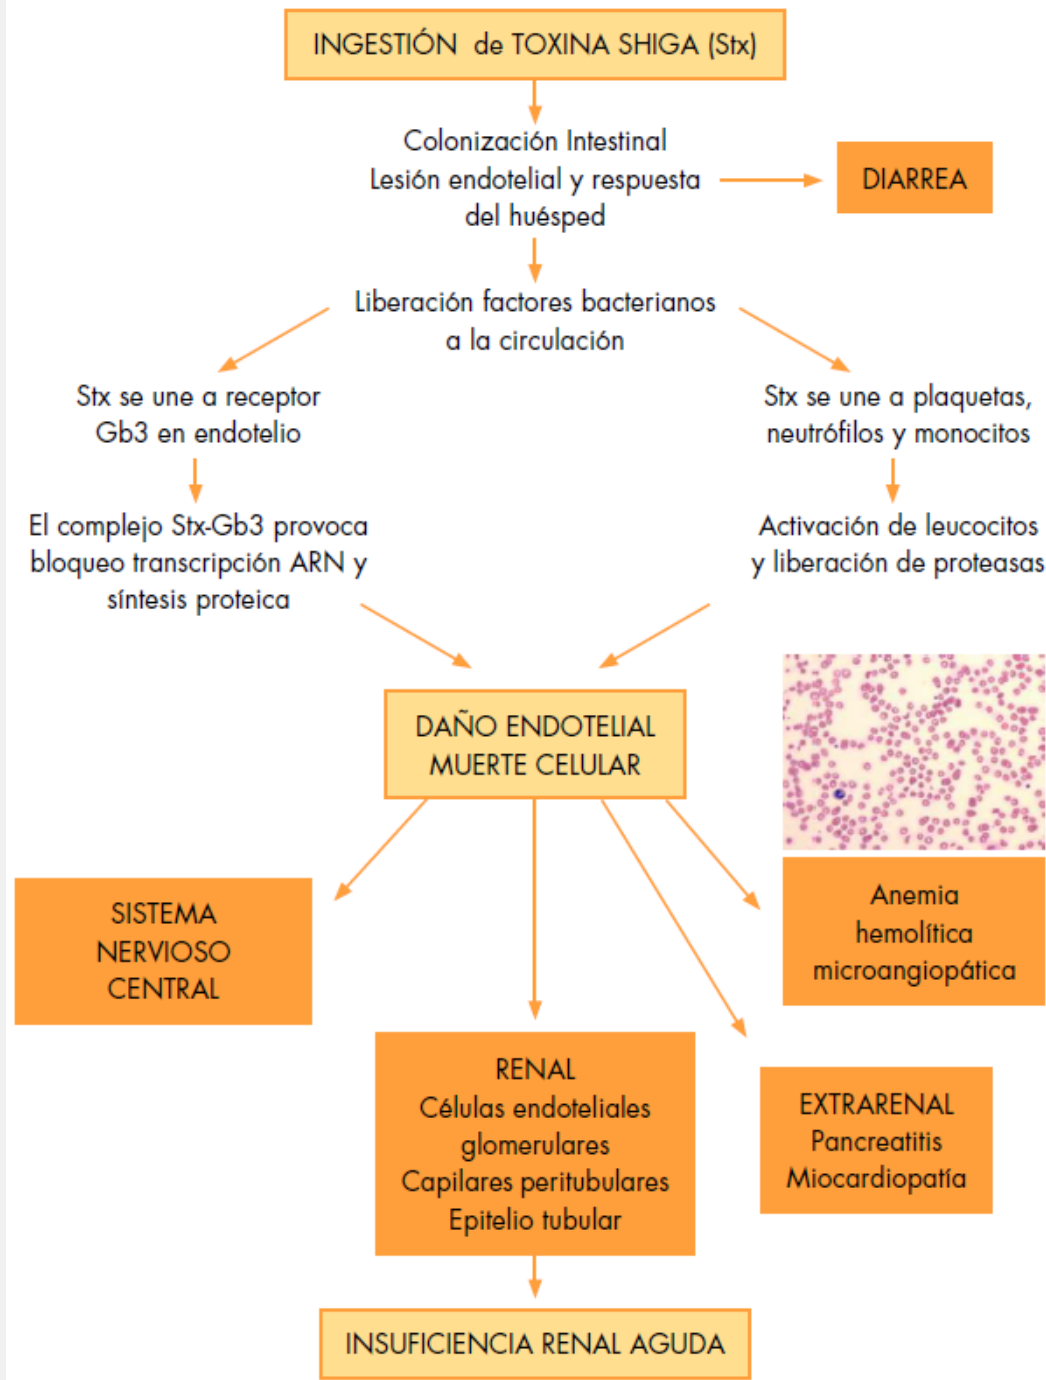 INGESTIÓN de TOXINA SHIGA (Stx)
Colonización Intestinal
Lesión endotelial y respuesta
del huésped
DIARREA
Liberación factores bacterianos
a la circulación
Stx se une a receptor
Gb3 en endotelio
Stx se une a plaquetas,
neutrófilos y monocitos
El complejo Stx-Gb3 provoca
bloqueo transcripción ARN y
síntesis proteica
Activación de leucocitos
y liberación de proteasas
DAÑO ENDOTELIAL
MUERTE CELULAR
SISTEMA
NERVIOSO
CENTRAL
Anemia
hemolítica
microangiopática
RENAL
Células endoteliales
glomerulares
Capilares peritubulares
Epitelio tubular
EXTRARENAL
Pancreatitis
Miocardiopatía
INSUFICIENCIA RENAL AGUDA